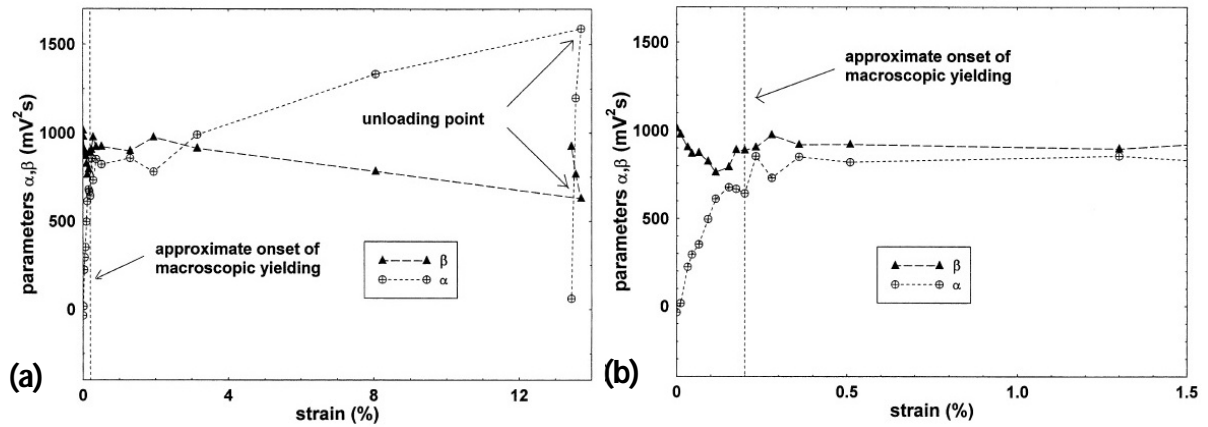 1500
1000
500
0
parameters α,β (mV²s)
unloading point
approximate onset of
macroscopic yielding
β
α
0
4
8
12
strain (%)
(a)
1500
1000
500
0
parameters α,β (mV²s)
approximate onset of
macroscopic yielding
β
α
0
0.5
1.0
1.5
strain (%)
(b)